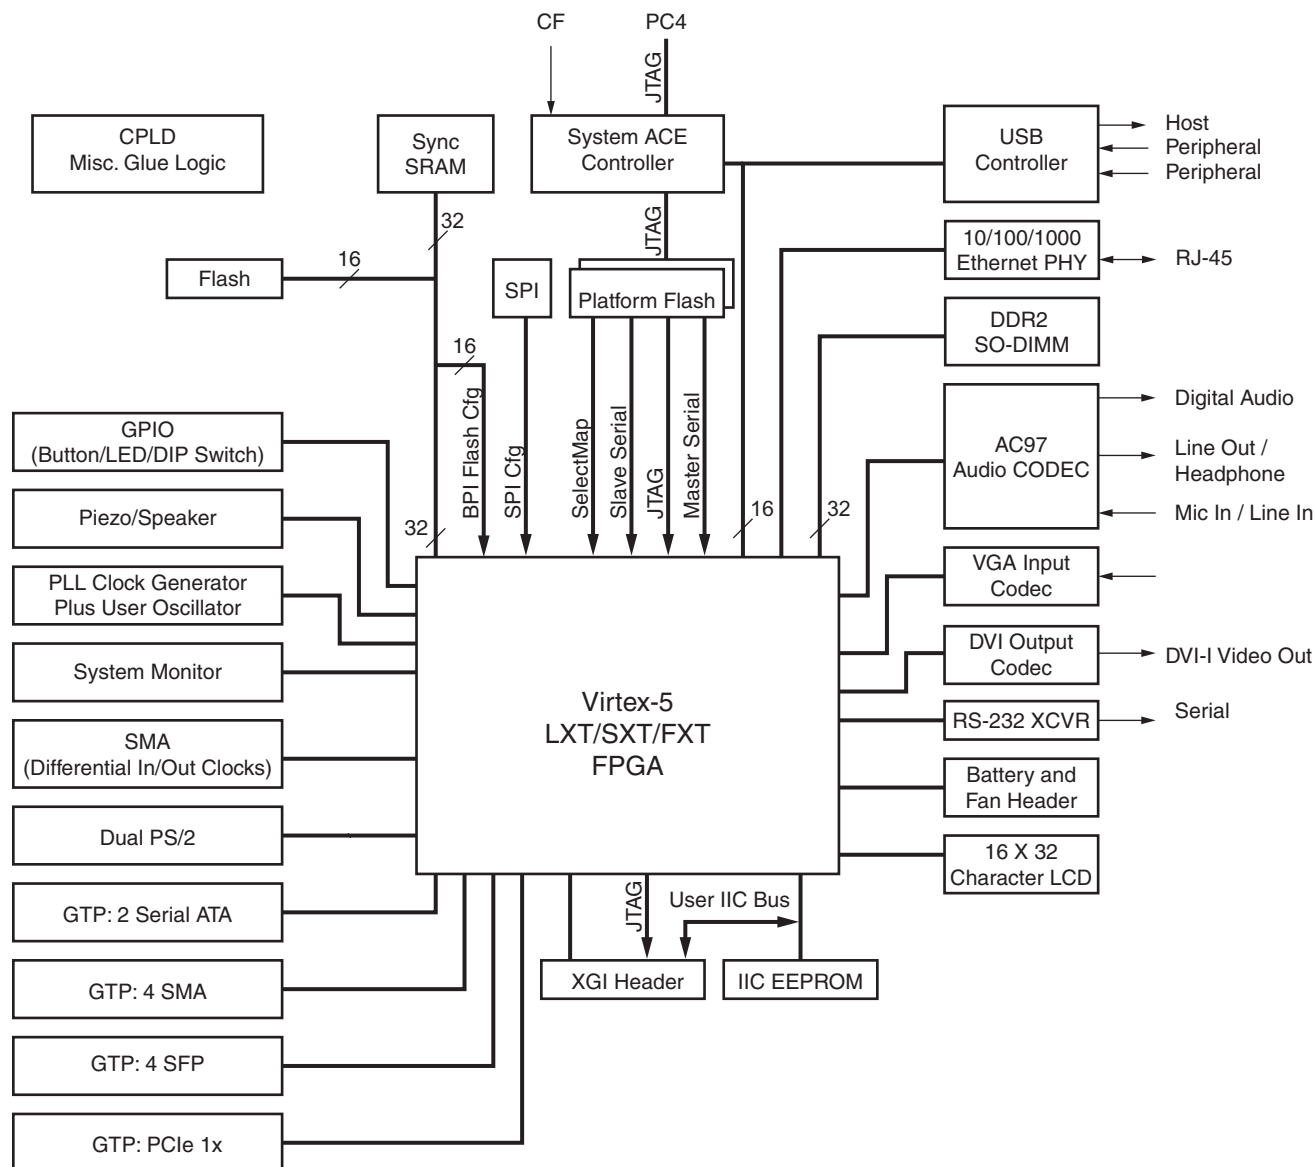 CF
PC4
JTAG
CPLD
Misc. Glue Logic
Sync
SRAM
System ACE
Controller
USB
Controller
Host
Peripheral
Peripheral
32
JTAG
10/100/1000
Ethernet PHY
RJ-45
16
Flash
SPI
Platform Flash
DDR2
SO-DIMM
16
BPI Flash Cfg
SPI Cfg
SelectMap
Slave Serial
JTAG
Master Serial
AC97
Audio CODEC
Digital Audio
Line Out /
Headphone
Mic In / Line In
GPIO
(Button/LED/DIP Switch)
Piezo/Speaker
32
16
32
PLL Clock Generator
Plus User Oscillator
VGA Input
Codec
System Monitor
DVI Output
Codec
DVI-I Video Out
Virtex-5
LXT/SXT/FXT
FPGA
RS-232 XCVR
Serial
SMA
(Differential In/Out Clocks)
Battery and
Fan Header
Dual PS/2
16 X 32
Character LCD
GTP: 2 Serial ATA
JTAG
User IIC Bus
GTP: 4 SMA
XGI Header
IIC EEPROM
GTP: 4 SFP
GTP: PCIe 1x